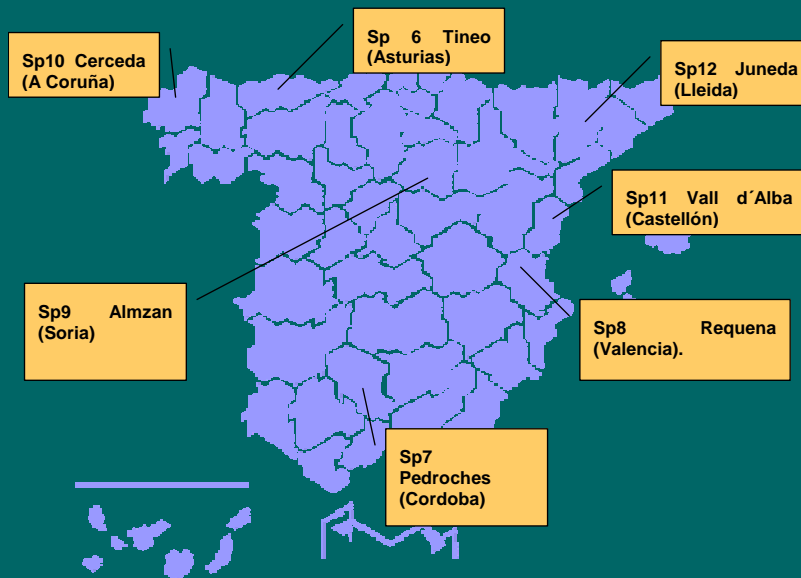 Sp10 Cerceda
(A Coruña)
Sp 6 Tineo
(Asturias)
Sp12 Juneda
(Lleida)
Sp11 Vall d´Alba
(Castellón)
Sp9 Almzan
(Soria)
Sp8 Requena
(Valencia).
Sp7
Pedroches
(Cordoba)